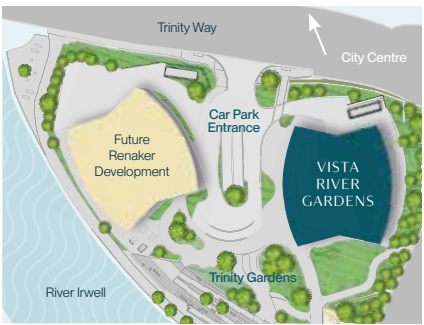 Trinity Way
City Centre
Car Park
Entrance
Future
Renaker
Development
VISTA
RIVER
GARDENS
Trinity Gardens
River Irwell